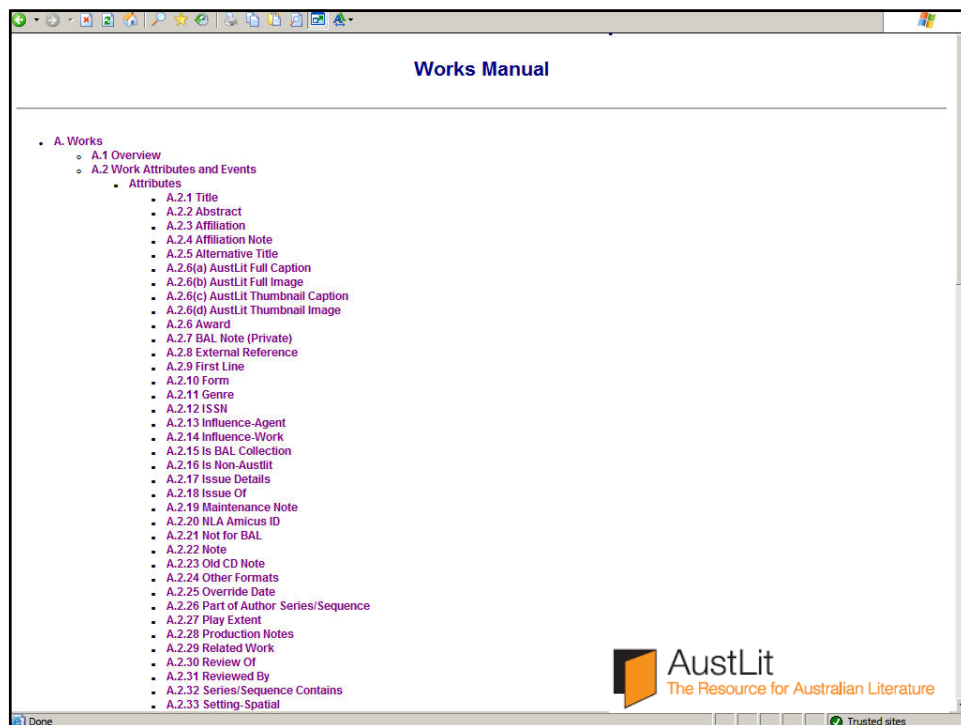 Works Manual
A. Works
A.1 Overview
A.2 Work Attributes and Events
Attributes
A.2.1 Title
A.2.2 Abstract
A.2.3 Affiliation
A.2.4 Affiliation Note
A.2.5 Alternative Title
A.2.6(a) AustLit Full Caption
A.2.6(b) AustLit Full Image
A.2.6(c) AustLit Thumbnail Caption
A.2.6(d) AustLit Thumbnail Image
A.2.6 Award
A.2.7 BAL Note (Private)
A.2.8 External Reference
A.2.9 First Line
A.2.10 Form
A.2.11 Genre
A.2.12 ISSN
A.2.13 Influence-Agent
A.2.14 Influence-Work
A.2.15 Is BAL Collection
A.2.16 Is Non-Austlit
A.2.17 Issue Details
A.2.18 Issue Of
A.2.19 Maintenance Note
A.2.20 NLA Amicus ID
A.2.21 Not for BAL
A.2.22 Note
A.2.23 Old CD Note
A.2.24 Other Formats
A.2.25 Override Date
A.2.26 Part of Author Series/Sequence
A.2.27 Play Extent
A.2.28 Production Notes
A.2.29 Related Work
A.2.30 Review Of
A.2.31 Reviewed By
A.2.32 Series/Sequence Contains
A.2.33 Setting-Spatial
AustLit
The Resource for Australian Literature
Done
Trusted sites